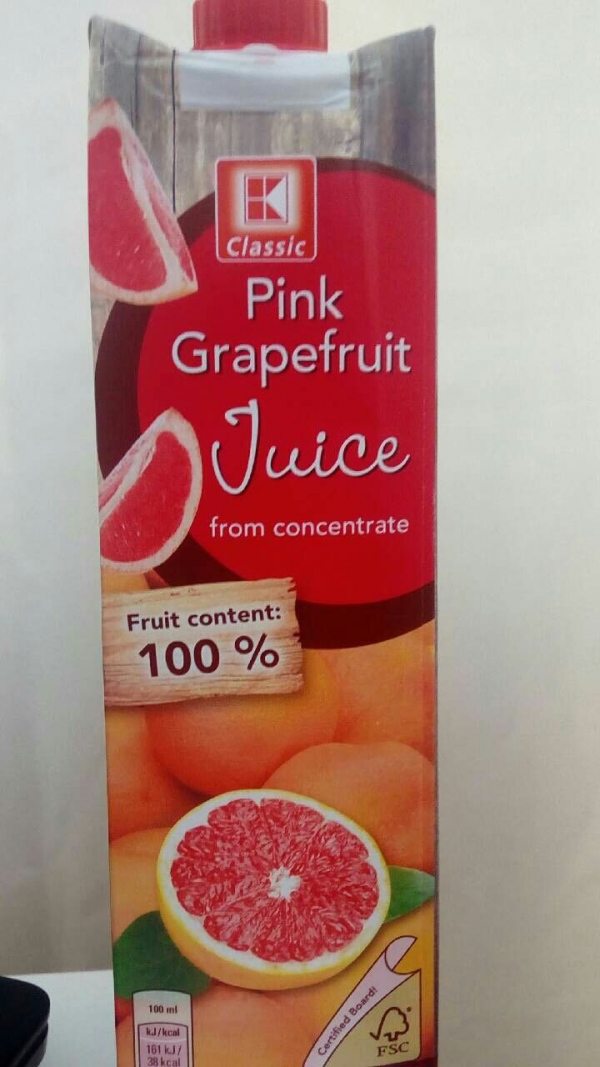 Classic
Pink
Grapefruit
Juice
from concentrate
Fruit content:
100 %
100 ml
kJ/kcal
161 kJ/
38 kcal
Certified Board!
FSC